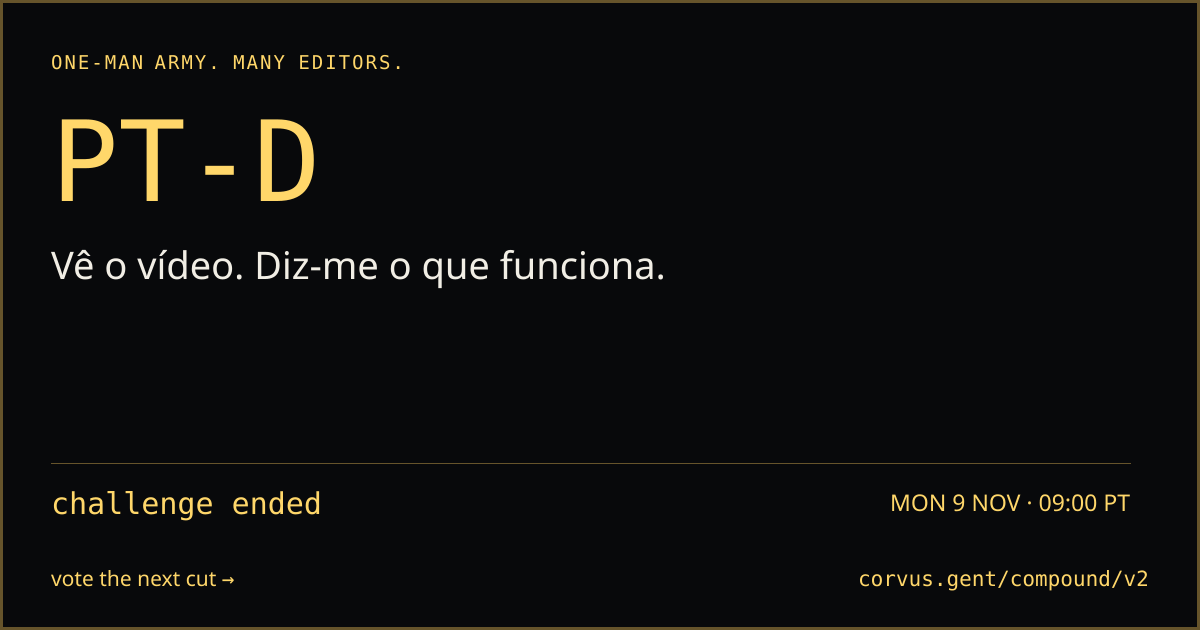 ONE-MAN ARMY. MANY EDITORS.
PT-D
Vê o vídeo. Diz-me o que funciona.
challenge ended
MON 9 NOV · 09:00 PT
vote the next cut →
corvus.gent/compound/v2